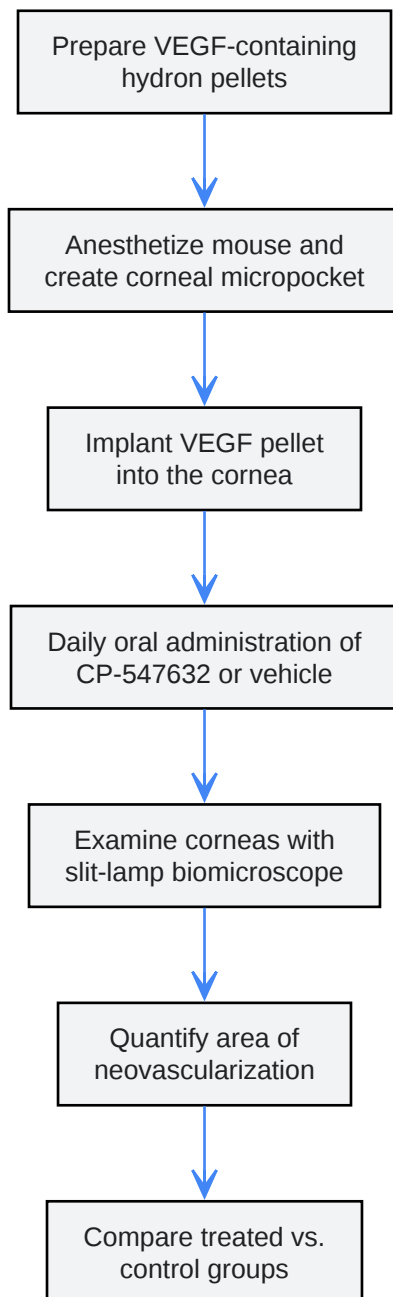 Prepare VEGF-containing
hydron pellets
Anesthetize mouse and
create corneal micropocket
Implant VEGF pellet
into the cornea
Daily oral administration of
CP-547632 or vehicle
Examine corneas with
slit-lamp biomicroscope
Quantify area of
neovascularization
Compare treated vs.
control groups